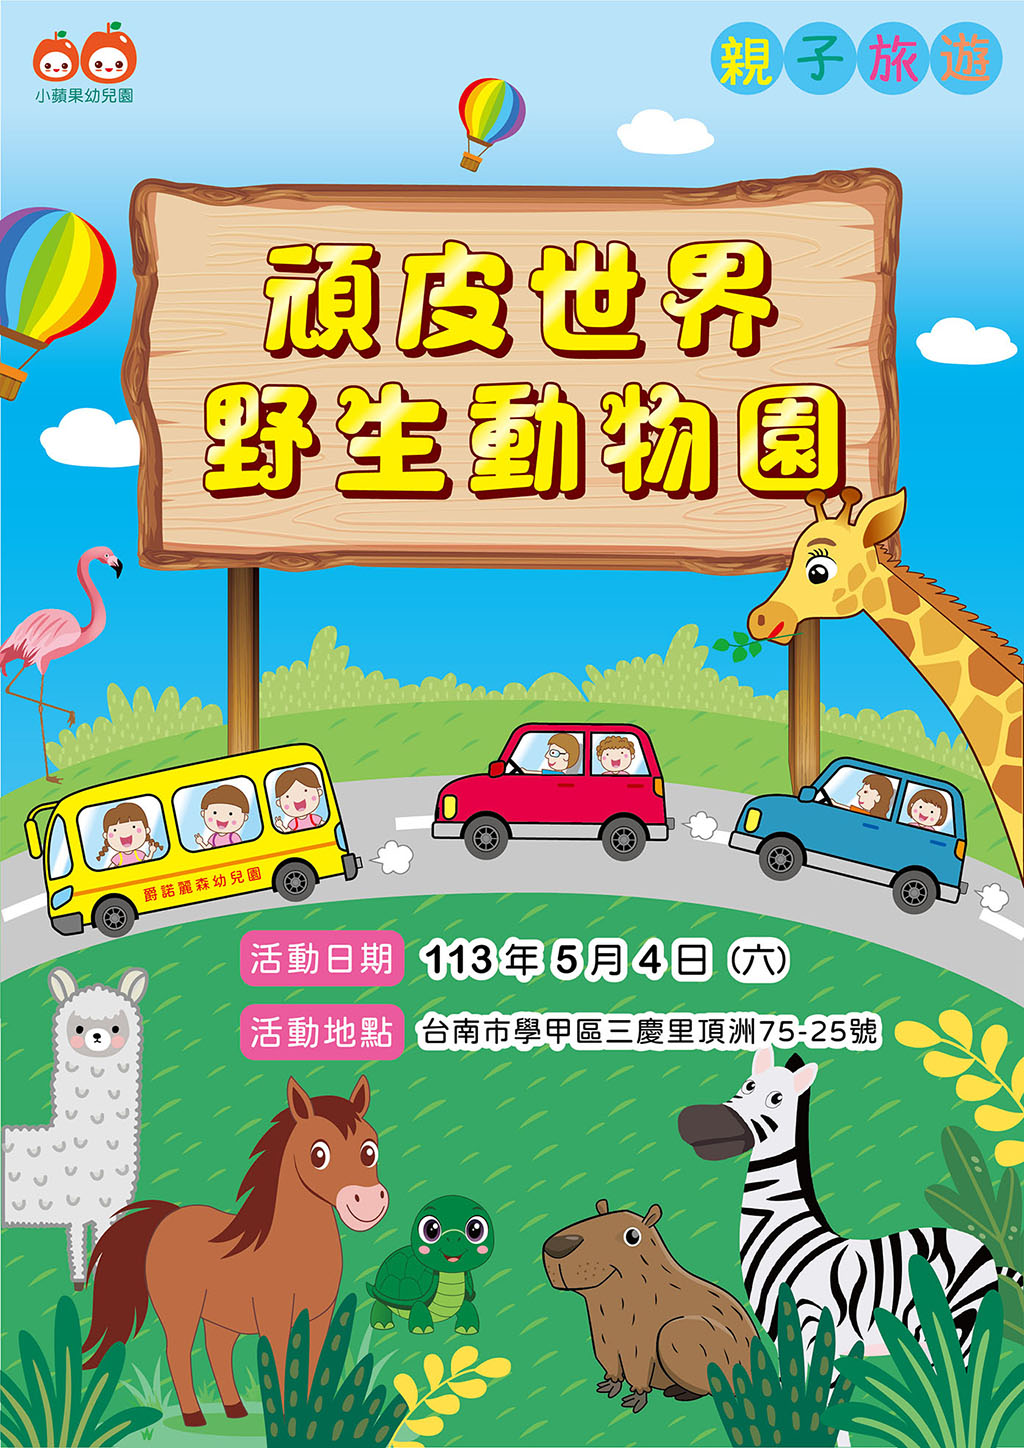 小蘋果幼兒園
親子旅遊
頑皮世界
野生動物園
爵諾麗森幼兒園
活動日期 113年5月4日(六)
活動地點 台南市學甲區三慶里頂洲75-25號